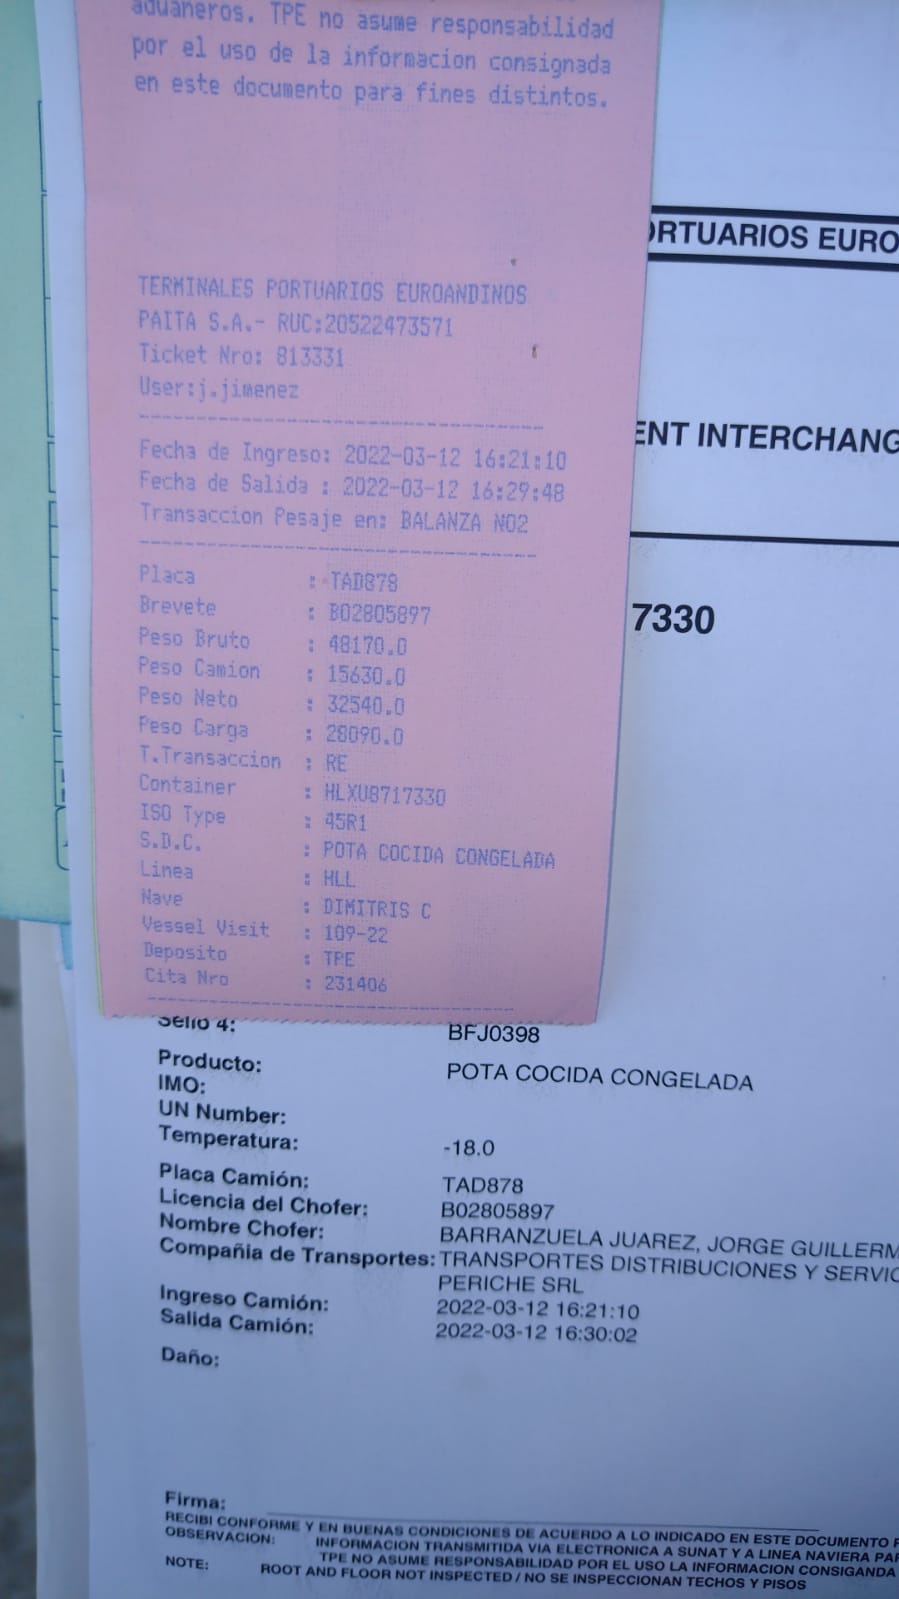 aduaneros. TPE no asume responsabilidad
por el uso de la informacion consignada
en este documento para fines distintos.
TERMINALES PORTUARIOS EUROANDINOS
PAITA S.A.- RUC:20522473571
Ticket Nro: 813331
User:j.jimenez
Fecha de Ingreso: 2022-03-12 16:21:10
Fecha de Salida : 2022-03-12 16:29:48
Transaccion Pesaje en: BALANZA NO2
Placa : TAD878
Brevete : B02805897
Peso Bruto : 48170.0
Peso Camion : 15630.0
Peso Neto : 32540.0
Peso Carga : 28090.0
T.Transaccion : RE
Container : HLXU8717330
ISO Type : 45R1
S.D.C. : POTA COCIDA CONGELADA
Linea : HLL
Nave : DIMITRIS C
Vessel Visit : 109-22
Deposito : TPE
Cita Nro : 231406
ORTUARIOS EURO
ENT INTERCHANG
7330
Sello 4: BFJ0398
Producto: POTA COCIDA CONGELADA
IMO:
UN Number:
Temperatura: -18.0
Placa Camión: TAD878
Licencia del Chofer: B02805897
Nombre Chofer: BARRANZUELA JUAREZ, JORGE GUILLERM
Compañia de Transportes: TRANSPORTES DISTRIBUCIONES Y SERVIC
PERICHE SRL
Ingreso Camión: 2022-03-12 16:21:10
Salida Camión: 2022-03-12 16:30:02
Daño:
Firma:
RECIBI CONFORME Y EN BUENAS CONDICIONES DE ACUERDO A LO INDICADO EN ESTE DOCUMENTO
OBSERVACION: INFORMACION TRANSMITIDA VIA ELECTRONICA A SUNAT Y A LINEA NAVIERA PAR
TPE NO ASUME RESPONSABILIDAD POR EL USO LA INFORMACION CONSIGANDA
NOTE: ROOT AND FLOOR NOT INSPECTED / NO SE INSPECCIONAN TECHOS Y PISOS